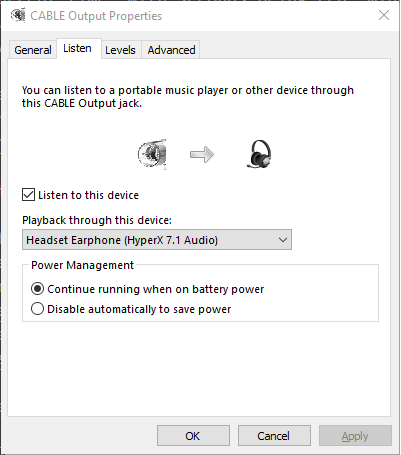 CABLE Output Properties
General
Listen
Levels
Advanced
You can listen to a portable music player or other device through
this CABLE Output jack.
Listen to this device
Playback through this device:
Headset Earphone (HyperX 7.1 Audio)
Power Management
Continue running when on battery power
Disable automatically to save power
OK
Cancel
Apply